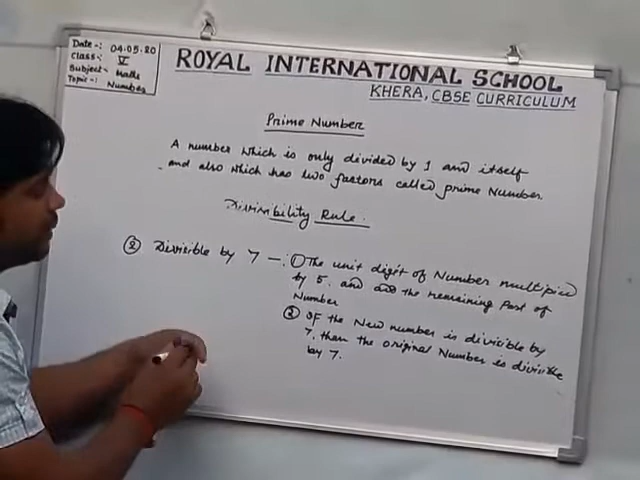 Date-: 04.05.20
Class-: V
Subject-: Maths
Topic-: Number
ROYAL INTERNATIONAL SCHOOL
KHERA, CBSE CURRICULUM
Prime Number
A number which is only divided by 1 and itself
and also which has two factors called prime Number.
Rule.
② Divisible by 7 —: ① The unit digit of Number multipied
by 5. and add the remaining Part of
Number
② If the New number is divisible by
7, then the original Number is divisible
by 7.